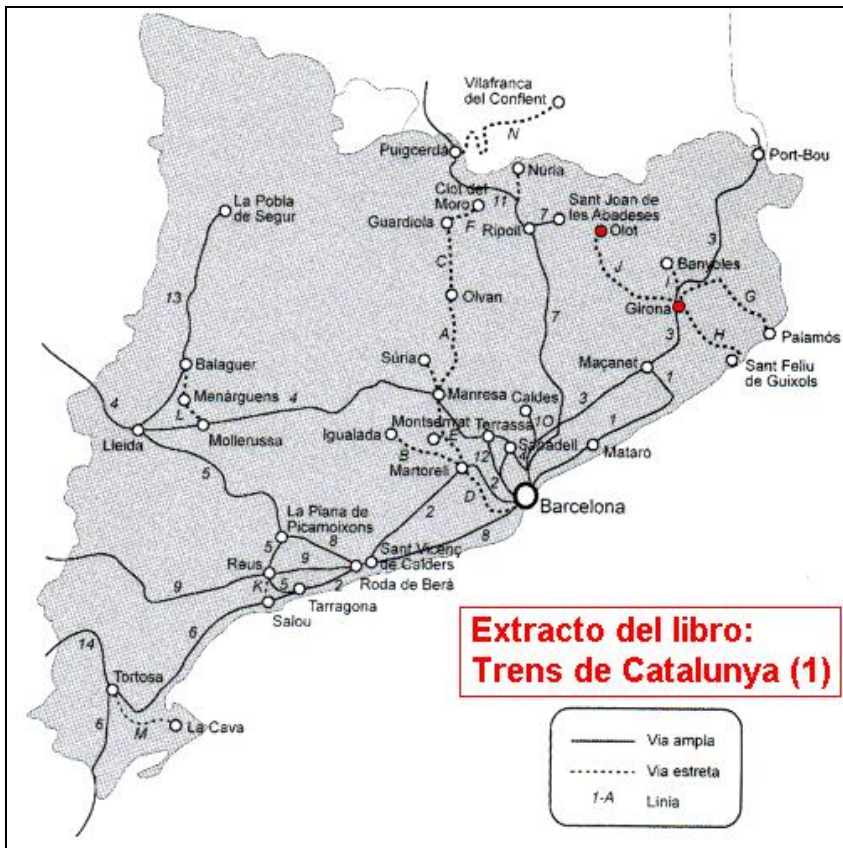 Vilafranca
del Conflent
N
Puigcerdá
Port-Bou
Núria
La Pobla
de Segur
Clot del
Moro
11
7
Sant Joan de
les Abadeses
Guardiola
F
Ripoll
Olot
3
C
J
Banyoles
I
13
Olvan
Girona
G
A
7
3
H
Palamós
Súria
Maçanet
Sant Feliu
de Guixols
Balaguer
Menàrguens
Manresa
Caldes
3
1
4
L
4
Montserrat
Terrassa
10
1
Lleida
Mollerussa
Igualada
E
Sabadell
B
12
4
Mataró
Martorell
2
5
D
Barcelona
La Plana de
Picamoixons
2
8
5
8
Sant Vicenç
de Calders
Reus
9
9
K
5
2
Roda de Berá
Tarragona
Salou
6
14
Tortosa
M
La Cava
6
Extracto del libro:
Trens de Catalunya (1)
Via ampla
Via estreta
1-A
Línia